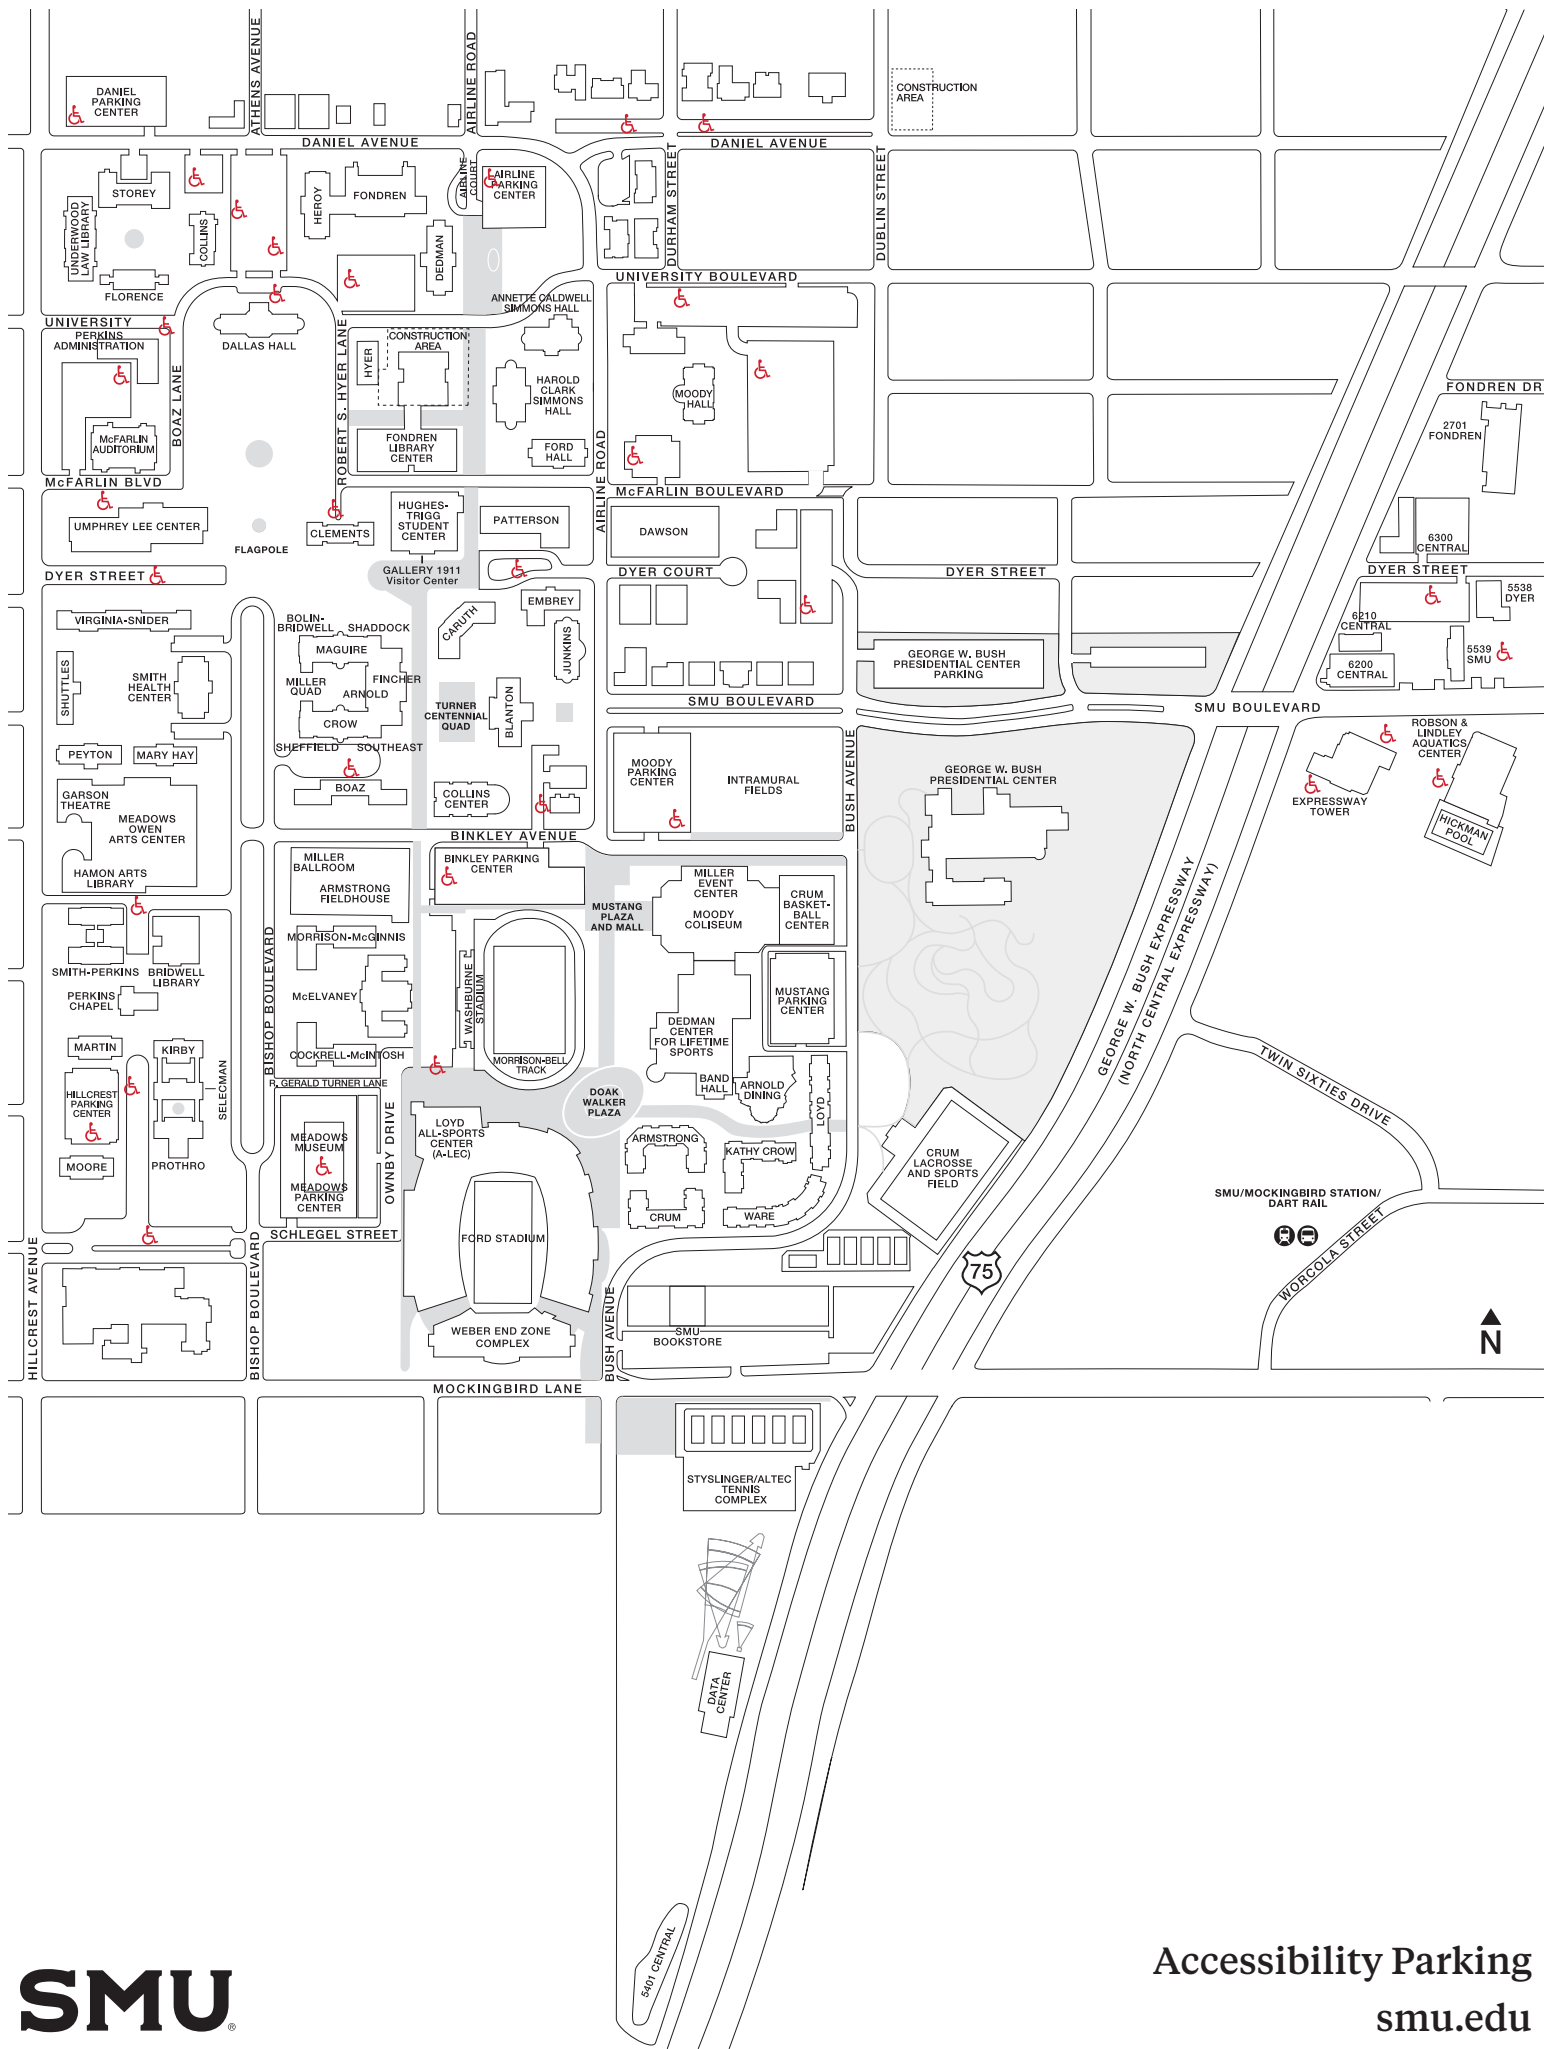 ATHENS AVENUE
AIRLINE ROAD
DANIEL
PARKING
CENTER
CONSTRUCTION
AREA
DANIEL AVENUE
DANIEL AVENUE
STOREY
UNDERWOOD
LAW LIBRARY
COLLINS
HEROY
FONDREN
AIRLINE
COURT
AIRLINE
PARKING
CENTER
DEDMAN
DURHAM STREET
DUBLIN STREET
FLORENCE
UNIVERSITY BOULEVARD
ANNETTE CALDWELL
SIMMONS HALL
UNIVERSITY
PERKINS
ADMINISTRATION
DALLAS HALL
BOAZ LANE
ROBERT S. HYER LANE
HYER
CONSTRUCTION
AREA
HAROLD
CLARK
SIMMONS
HALL
MOODY
HALL
FONDREN DR
2701
FONDREN
McFARLIN
AUDITORIUM
FONDREN
LIBRARY
CENTER
FORD
HALL
AIRLINE ROAD
McFARLIN BLVD
McFARLIN BOULEVARD
UMPHREY LEE CENTER
FLAGPOLE
CLEMENTS
HUGHES-
TRIGG
STUDENT
CENTER
PATTERSON
DAWSON
6300
CENTRAL
GALLERY 1911
Visitor Center
DYER STREET
DYER COURT
DYER STREET
DYER STREET
5538
DYER
VIRGINIA-SNIDER
BOLIN-
BRIDWELL
SHADDOCK
MAGUIRE
CARUTH
EMBREY
JUNKINS
6210
CENTRAL
5539
SMU
6200
CENTRAL
SHUTTLES
SMITH
HEALTH
CENTER
MILLER
QUAD
FINCHER
ARNOLD
CROW
SHEFFIELD
SOUTHEAST
TURNER
CENTENNIAL
QUAD
BLANTON
GEORGE W. BUSH
PRESIDENTIAL CENTER
PARKING
SMU BOULEVARD
SMU BOULEVARD
PEYTON
MARY HAY
BOAZ
COLLINS
CENTER
MOODY
PARKING
CENTER
INTRAMURAL
FIELDS
BUSH AVENUE
GEORGE W. BUSH
PRESIDENTIAL CENTER
ROBSON &
LINDLEY
AQUATICS
CENTER
EXPRESSWAY
TOWER
HICKMAN
POOL
GARSON
THEATRE
MEADOWS
OWEN
ARTS CENTER
HAMON ARTS
LIBRARY
BINKLEY AVENUE
MILLER
BALLROOM
ARMSTRONG
FIELDHOUSE
BINKLEY PARKING
CENTER
MUSTANG
PLAZA
AND MALL
MILLER
EVENT
CENTER
MOODY
COLISEUM
CRUM
BASKET-
BALL
CENTER
GEORGE W. BUSH EXPRESSWAY
(NORTH CENTRAL EXPRESSWAY)
SMITH-PERKINS
BRIDWELL
LIBRARY
PERKINS
CHAPEL
BISHOP BOULEVARD
MORRISON-McGINNIS
McELVANEY
COCKRELL-McINTOSH
WASHBURNE
STADIUM
MORRISON-BELL
TRACK
DEDMAN
CENTER
FOR LIFETIME
SPORTS
MUSTANG
PARKING
CENTER
MARTIN
KIRBY
SELECMAN
HILLCREST
PARKING
CENTER
R. GERALD TURNER LANE
DOAK
WALKER
PLAZA
BAND
HALL
ARNOLD
DINING
LOYD
TWIN SIXTIES DRIVE
MOORE
PROTHRO
MEADOWS
MUSEUM
MEADOWS
PARKING
CENTER
OWNBY DRIVE
LOYD
ALL-SPORTS
CENTER
(A-LEC)
ARMSTRONG
KATHY CROW
CRUM
WARE
CRUM
LACROSSE
AND SPORTS
FIELD
SMU/MOCKINGBIRD STATION/
DART RAIL
WORCOLA STREET
SCHLEGEL STREET
FORD STADIUM
75
HILLCREST AVENUE
BISHOP BOULEVARD
WEBER END ZONE
COMPLEX
BUSH AVENUE
SMU
BOOKSTORE
N
MOCKINGBIRD LANE
STYSLINGER/ALTEC
TENNIS
COMPLEX
DATA
CENTER
5401 CENTRAL
SMU®
Accessibility Parking
smu.edu